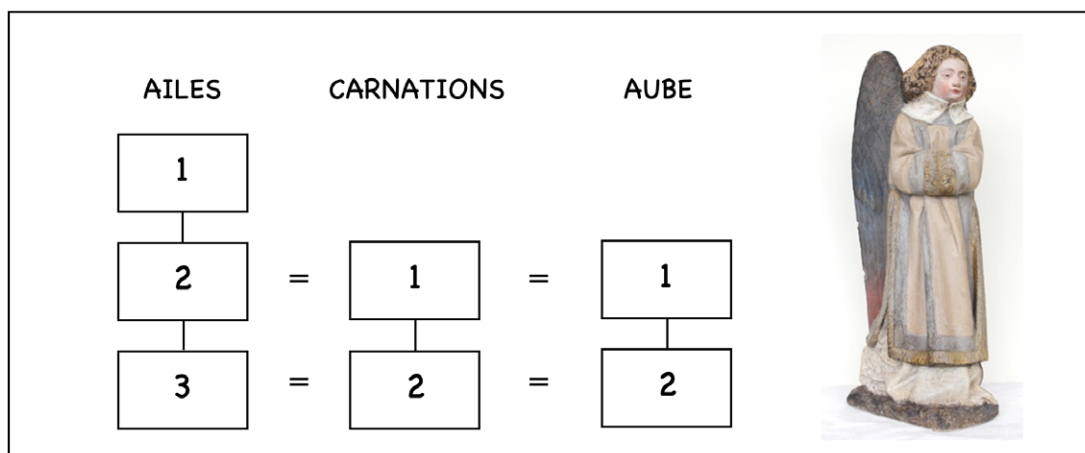 AILES CARNATIONS AUBE
1
2 = 1 = 1
3 = 2 = 2